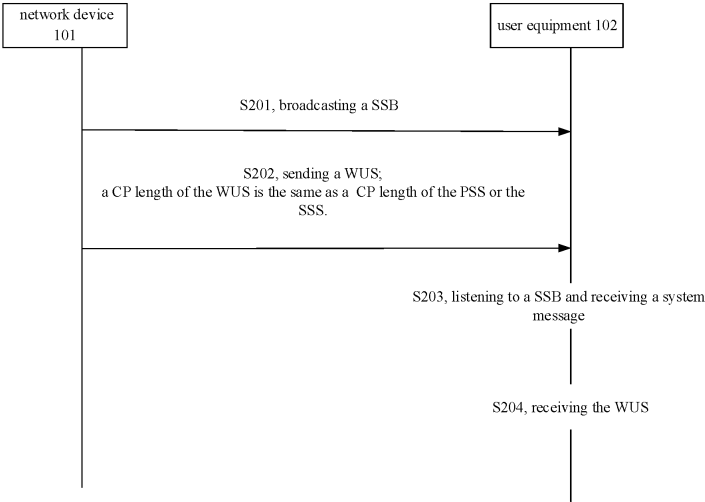 network device
101
user equipment 102
S201, broadcasting a SSB
S202, sending a WUS;
a CP length of the WUS is the same as a CP length of the PSS or the
SSS.
S203, listening to a SSB and receiving a system
message
S204, receiving the WUS